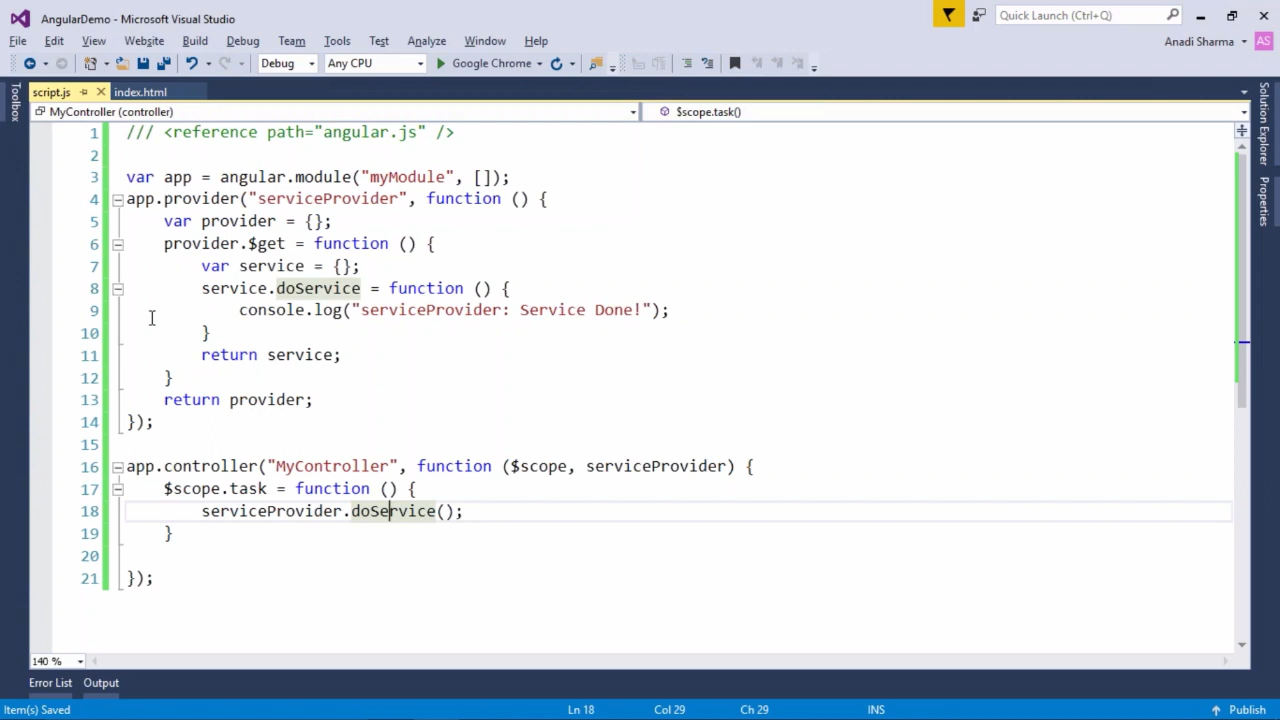 AngularDemo - Microsoft Visual Studio
Quick Launch (Ctrl+Q)
File Edit View Website Build Debug Team Tools Test Analyze Window Help
Anadi Sharma AS
Debug Any CPU Google Chrome
script.js index.html
MyController (controller) $scope.task()
Toolbox
Solution Explorer
Properties
1 /// <reference path="angular.js" />
2
3 var app = angular.module("myModule", []);
4 app.provider("serviceProvider", function () {
5 var provider = {};
6 provider.$get = function () {
7 var service = {};
8 service.doService = function () {
9 console.log("serviceProvider: Service Done!");
10 }
11 return service;
12 }
13 return provider;
14 });
15
16 app.controller("MyController", function ($scope, serviceProvider) {
17 $scope.task = function () {
18 serviceProvider.doService();
19 }
20
21 });
140 %
Error List Output
Item(s) Saved Ln 18 Col 29 Ch 29 INS Publish